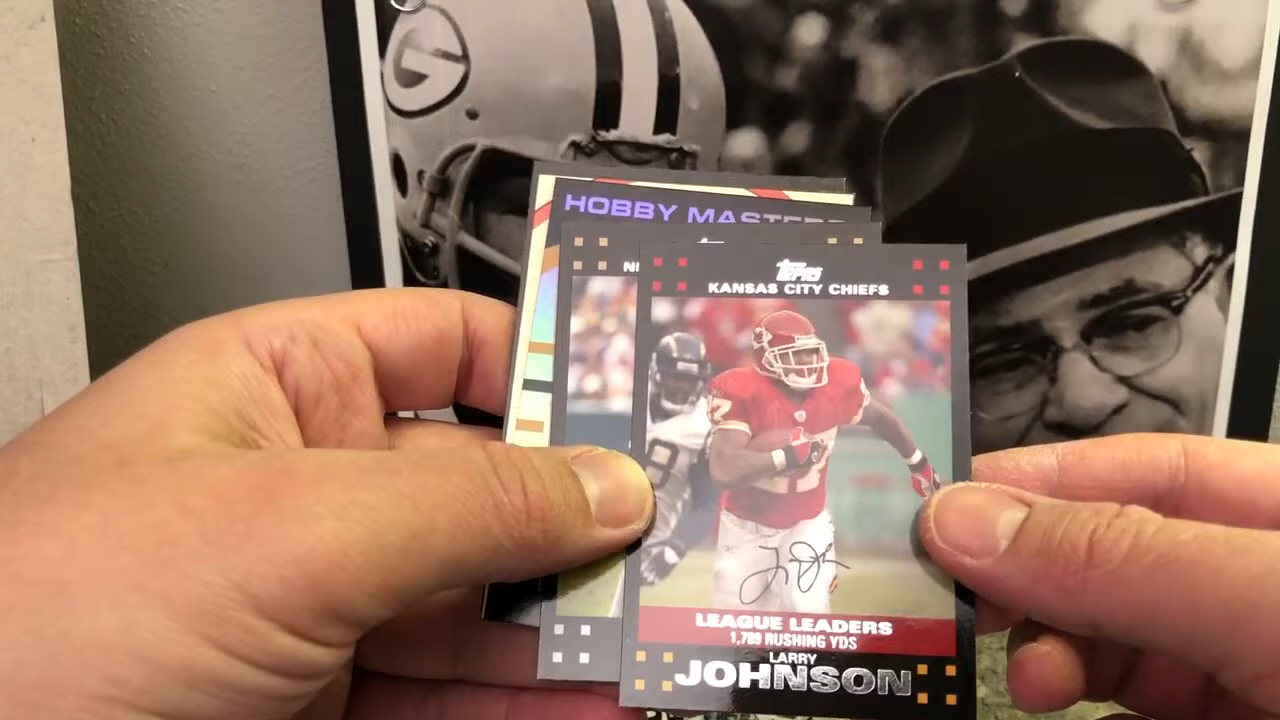 G
HOBBY MASTERS
Topps
KANSAS CITY CHIEFS
LEAGUE LEADERS
1,789 RUSHING YDS
LARRY
JOHNSON